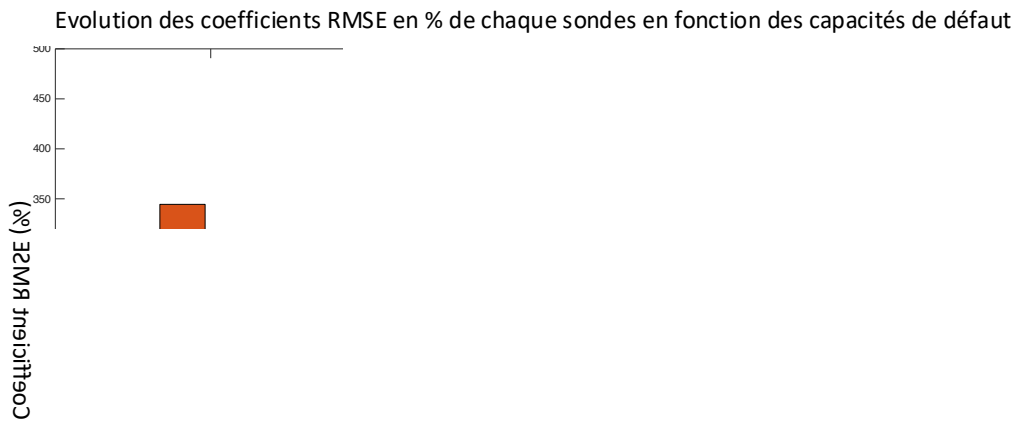 Evolution des coefficients RMSE en % de chaque sondes en fonction des capacités de défaut
500
450
400
350
Coefficient RMSE (%)